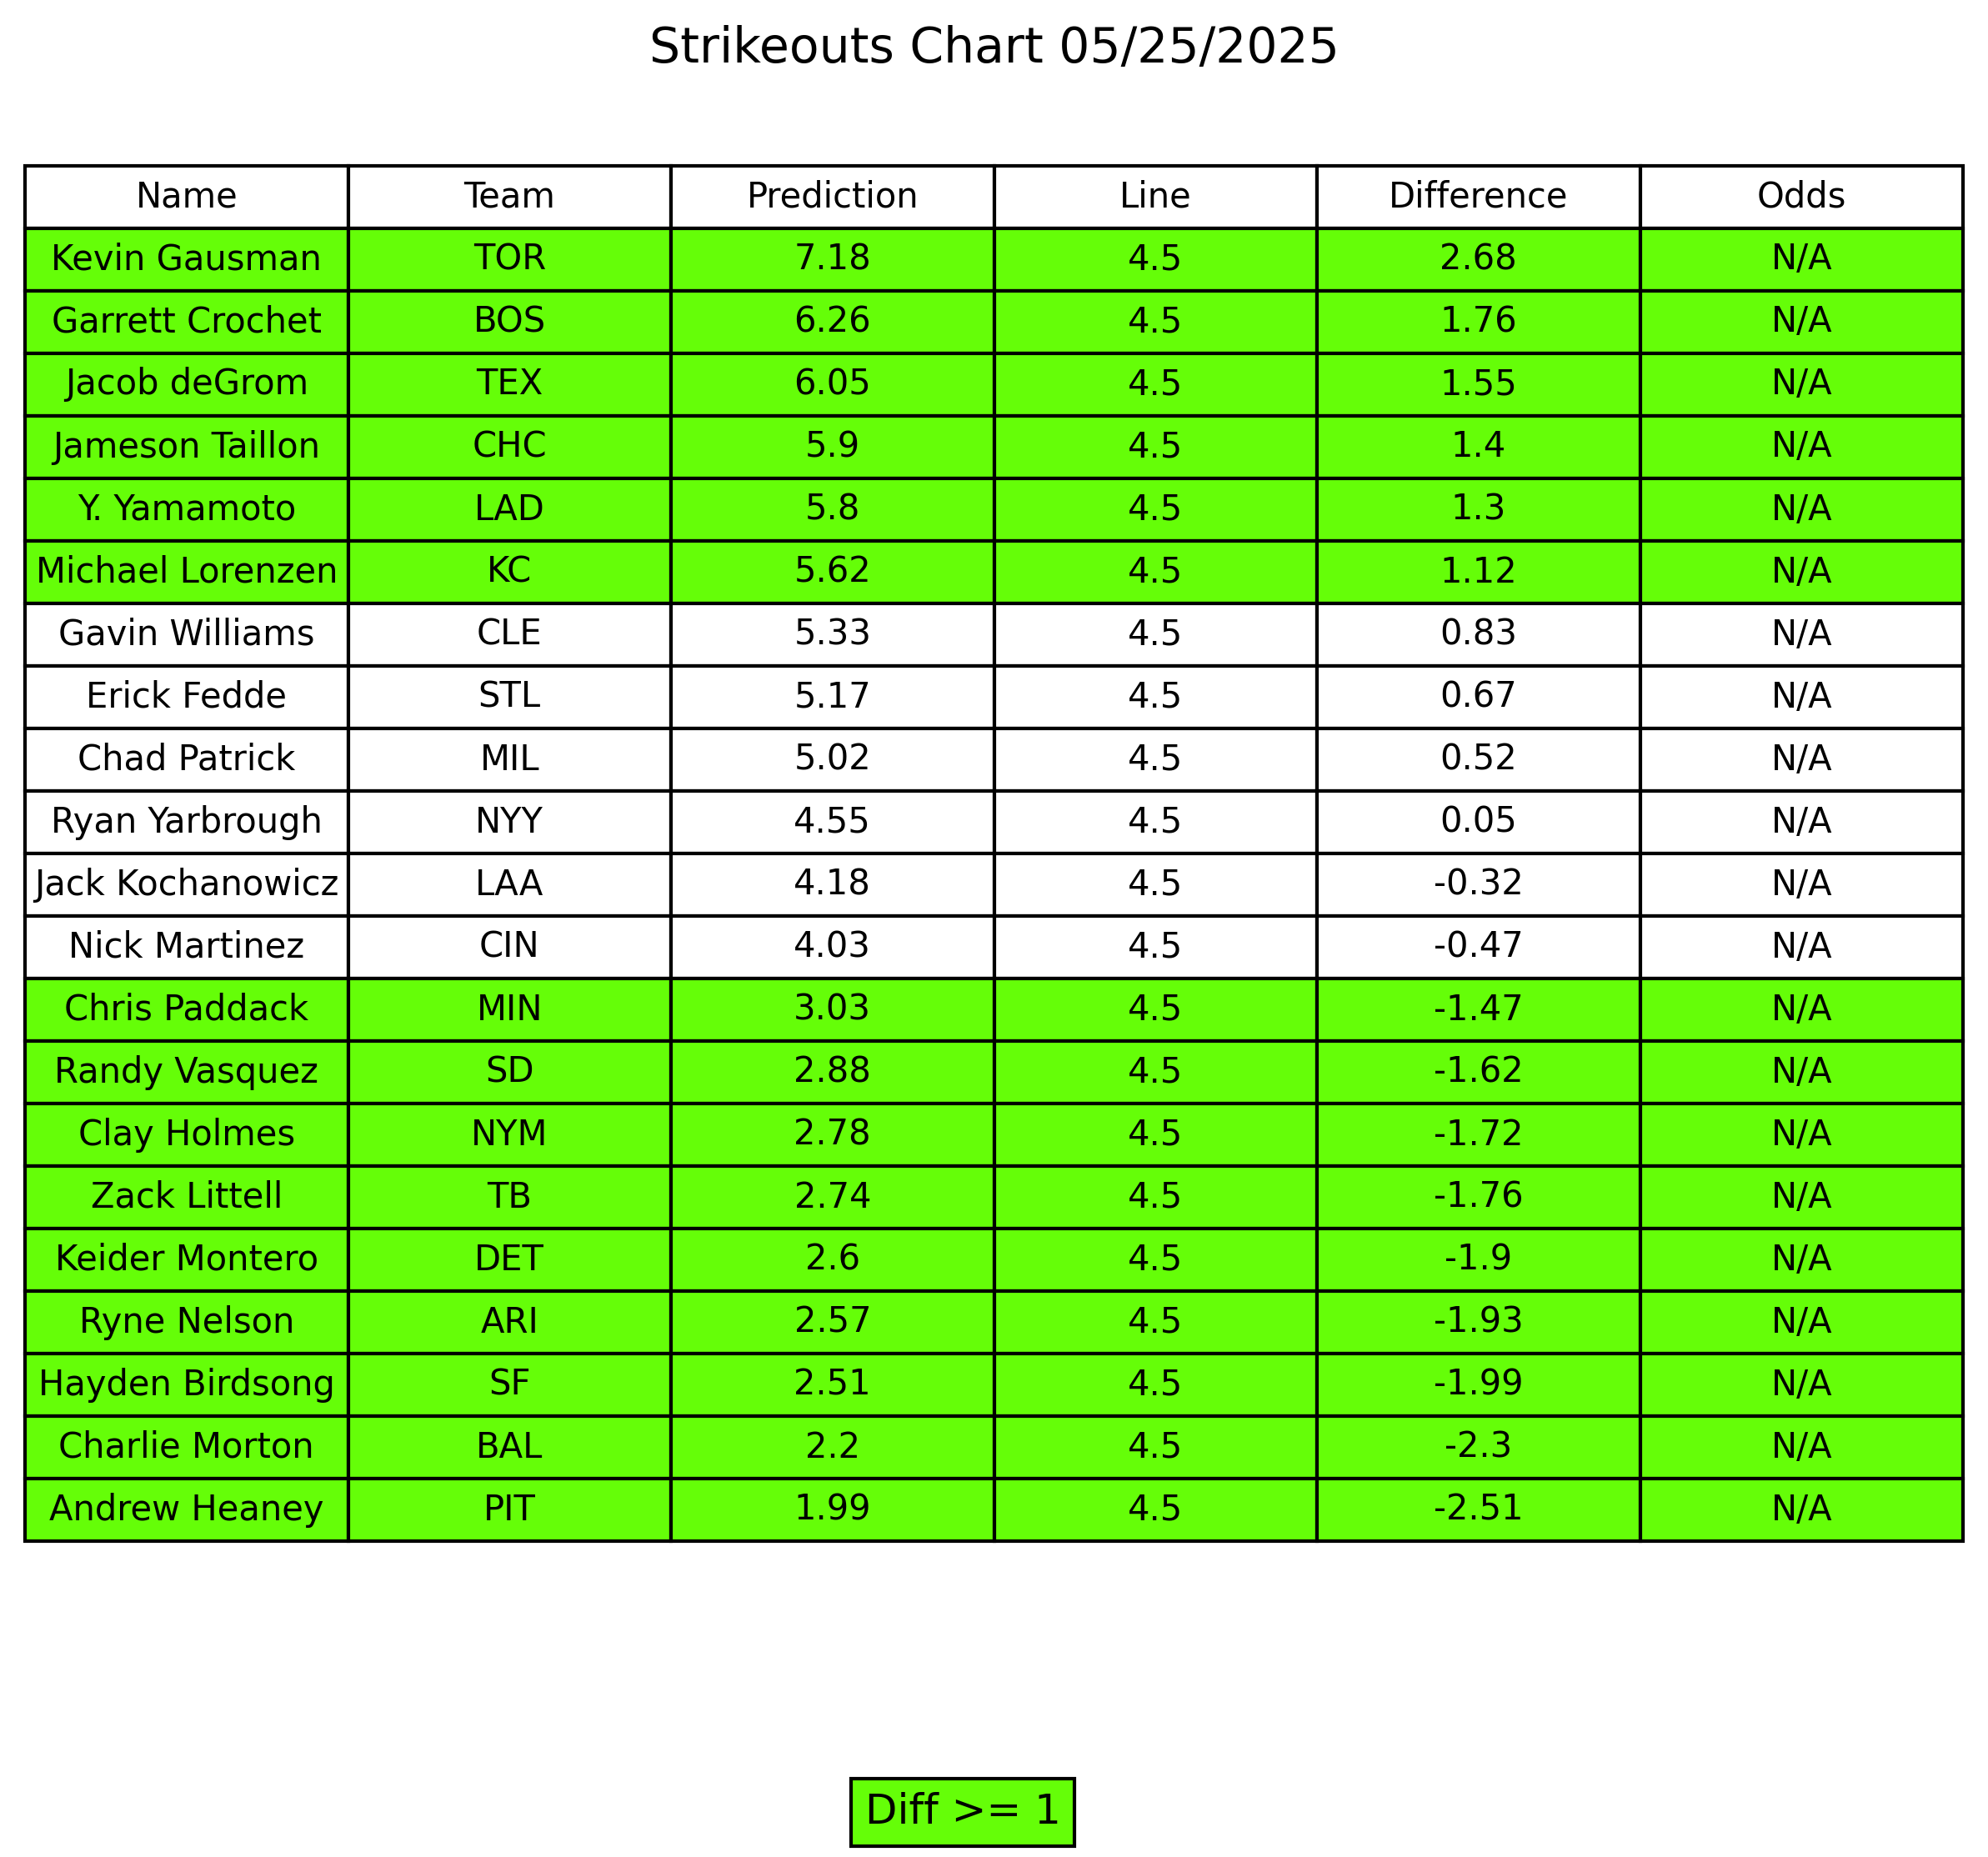 Strikeouts Chart 05/25/2025
Name Team Prediction Line Difference Odds
Kevin Gausman TOR 7.18 4.5 2.68 N/A
Garrett Crochet BOS 6.26 4.5 1.76 N/A
Jacob deGrom TEX 6.05 4.5 1.55 N/A
Jameson Taillon CHC 5.9 4.5 1.4 N/A
Y. Yamamoto LAD 5.8 4.5 1.3 N/A
Michael Lorenzen KC 5.62 4.5 1.12 N/A
Gavin Williams CLE 5.33 4.5 0.83 N/A
Erick Fedde STL 5.17 4.5 0.67 N/A
Chad Patrick MIL 5.02 4.5 0.52 N/A
Ryan Yarbrough NYY 4.55 4.5 0.05 N/A
Jack Kochanowicz LAA 4.18 4.5 -0.32 N/A
Nick Martinez CIN 4.03 4.5 -0.47 N/A
Chris Paddack MIN 3.03 4.5 -1.47 N/A
Randy Vasquez SD 2.88 4.5 -1.62 N/A
Clay Holmes NYM 2.78 4.5 -1.72 N/A
Zack Littell TB 2.74 4.5 -1.76 N/A
Keider Montero DET 2.6 4.5 -1.9 N/A
Ryne Nelson ARI 2.57 4.5 -1.93 N/A
Hayden Birdsong SF 2.51 4.5 -1.99 N/A
Charlie Morton BAL 2.2 4.5 -2.3 N/A
Andrew Heaney PIT 1.99 4.5 -2.51 N/A
Diff >= 1